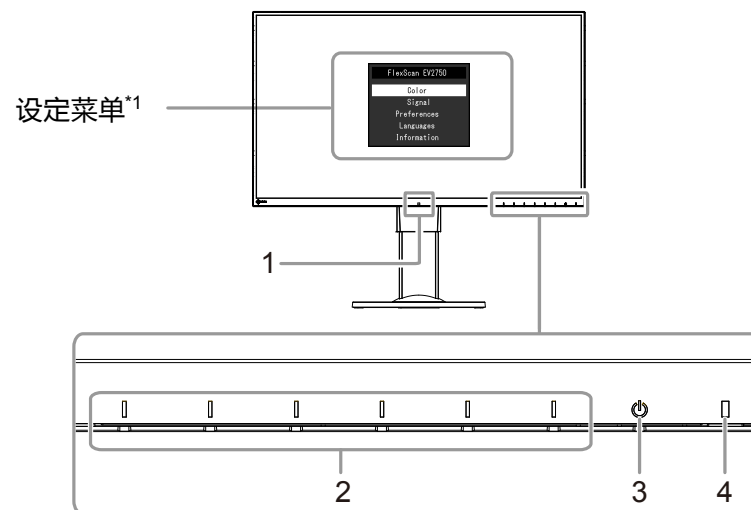 FlexScan EV2750
Color
Signal
Preferences
Languages
Information
设定菜单*1
1
2
3
4